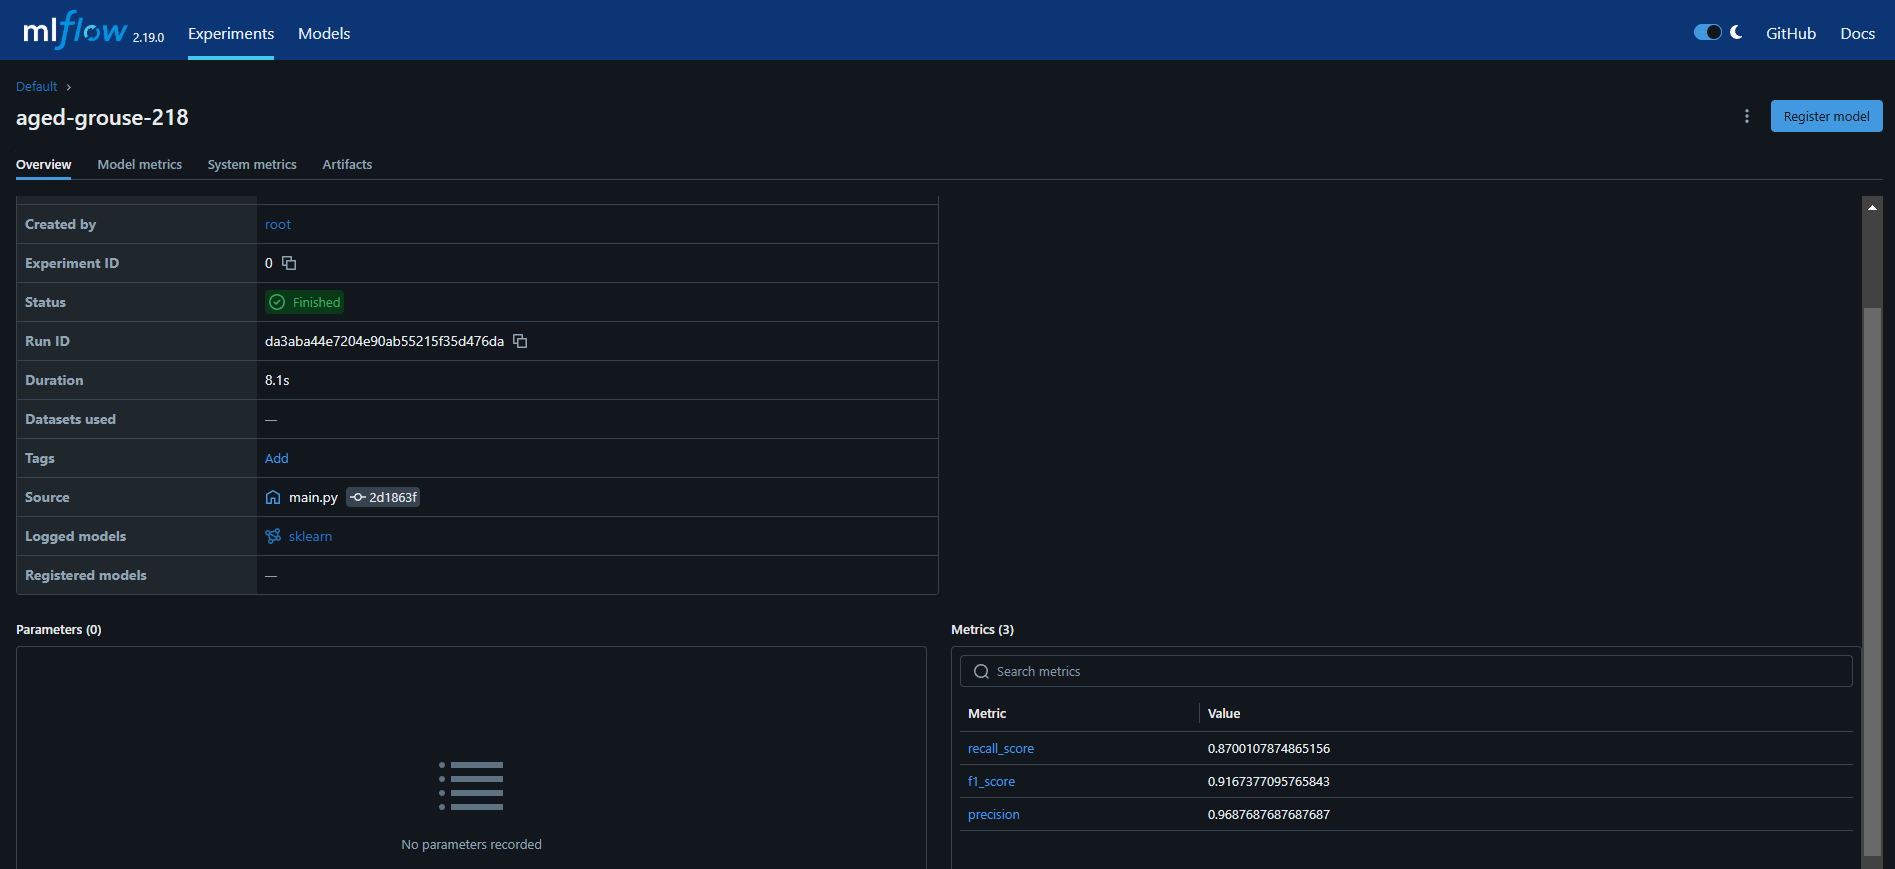 mlflow 2.19.0 Experiments Models GitHub Docs
Default
aged-grouse-218
Register model
Overview Model metrics System metrics Artifacts
Created by root
Experiment ID 0
Status Finished
Run ID da3aba44e7204e90ab55215f35d476da
Duration 8.1s
Datasets used —
Tags Add
Source main.py 2d1863f
Logged models sklearn
Registered models —
Parameters (0)
No parameters recorded
Metrics (3)
Search metrics
Metric Value
recall_score 0.8700107874865156
f1_score 0.9167377095765843
precision 0.9687687687687687